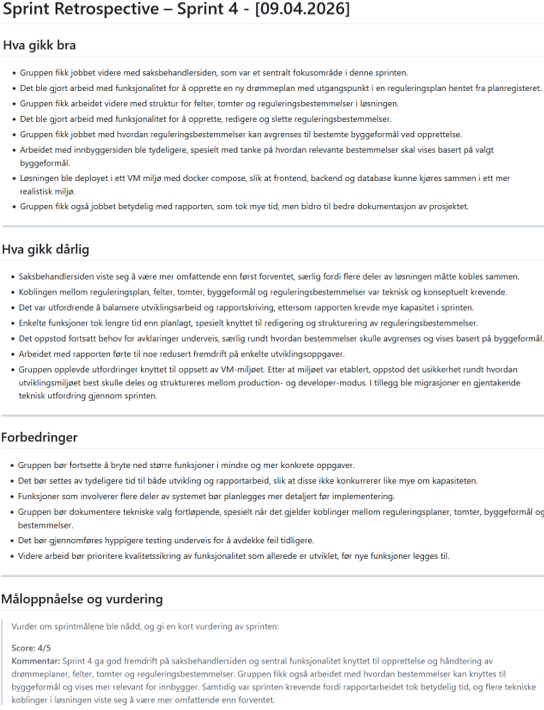 Sprint Retrospective – Sprint 4 - [09.04.2026]
Hva gikk bra
• Gruppen fikk jobbet videre med saksbehandlersiden, som var et sentralt fokusområde i denne sprinten.
• Det ble gjort arbeid med funksjonalitet for å opprette en ny drømmeplan med utgangspunkt i en reguleringsplan hentet fra planregisteret.
• Gruppen fikk arbeidet videre med struktur for felter, tomter og reguleringsbestemmelser i løsningen.
• Det ble gjort arbeid med å opprette, redigere og slette reguleringsbestemmelser.
• Gruppen fikk jobbet med hvordan reguleringsbestemmelser kan avgrenses til bestemte byggeformål ved opprettelse.
• Arbeidet med innbyggersiden ble tydeligere, spesielt med tanke på hvordan relevante bestemmelser skal vises basert på valgt
byggeformål.
• Løsningen ble deployet i ett VM miljø med docker compose, slik at frontend, backend og database kunne kjøres sammen i ett mer
realistisk miljø.
• Gruppen fikk også jobbet betydelig med rapporten, som tok mye tid, men bidro til bedre dokumentasjon av prosjektet.
Hva gikk dårlig
• Saksbehandlersiden viste seg å være mer omfattende enn først forventet, særlig fordi flere deler av løsningen måtte kobles sammen.
• Koblingen mellom reguleringsplan, felter, tomter, byggeformål og reguleringsbestemmelser var teknisk og konseptuelt krevende.
• Det var utfordrende å balansere utviklingsarbeid og rapportskriving, ettersom rapporten krevde mye kapasitet i sprinten.
• Enkelte funksjoner tok lengre tid enn planlagt, spesielt knyttet til redigering og strukturering av reguleringsbestemmelser.
• Det oppstod fortsatt behov for avklaringer underveis, særlig rundt hvordan bestemmelser skulle avgrenses og vises basert på byggeformål.
• Arbeidet med rapporten førte til noe redusert fremdrift på enkelte utviklingsoppgaver.
• Gruppen opplevde utfordringer knyttet til oppsett av VM-miljøet. Etter at miljøet var etablert, oppstod det usikkerhet rundt hvordan
utviklingsmiljøet best skulle deles og struktureres mellom production- og developer-modus. I tillegg ble migrasjoner en gjentakende
teknisk utfordring gjennom sprinten.
Forbedringer
• Gruppen bør fortsette å bryte ned større funksjoner i mindre og mer konkrete oppgaver.
• Det bør settes av tydeligere tid til både utvikling og rapportarbeid, slik at disse ikke konkurrerer like mye om kapasiteten.
• Funksjoner som involverer flere deler av systemet bør planlegges mer detaljert før implementering.
• Gruppen bør dokumentere tekniske valg fortløpende, spesielt når det gjelder koblinger mellom reguleringsplaner, tomter, byggeformål og
bestemmelser.
• Det bør gjennomføres hyppigere testing underveis for å avdekke feil tidligere.
• Videre arbeid bør prioritere kvalitetssikring av funksjonalitet som allerede er utviklet, før nye funksjoner legges til.
Måloppnåelse og vurdering
Vurder om sprintmålene ble nådd, og gi en kort vurdering av sprinten:
Score: 4/5
Kommentar: Sprint 4 ga god fremdrift på saksbehandlersiden og sentral funksjonalitet knyttet til opprettelse og håndtering av
drømmeplaner, felter, tomter og reguleringsbestemmelser. Gruppen fikk også arbeidet med hvordan bestemmelser kan knyttes til
byggeformål og vises mer relevant for innbygger. Samtidig var sprinten krevende fordi rapportarbeidet tok betydelig tid, og flere tekniske
koblinger i løsningen viste seg å være mer omfattende enn forventet.